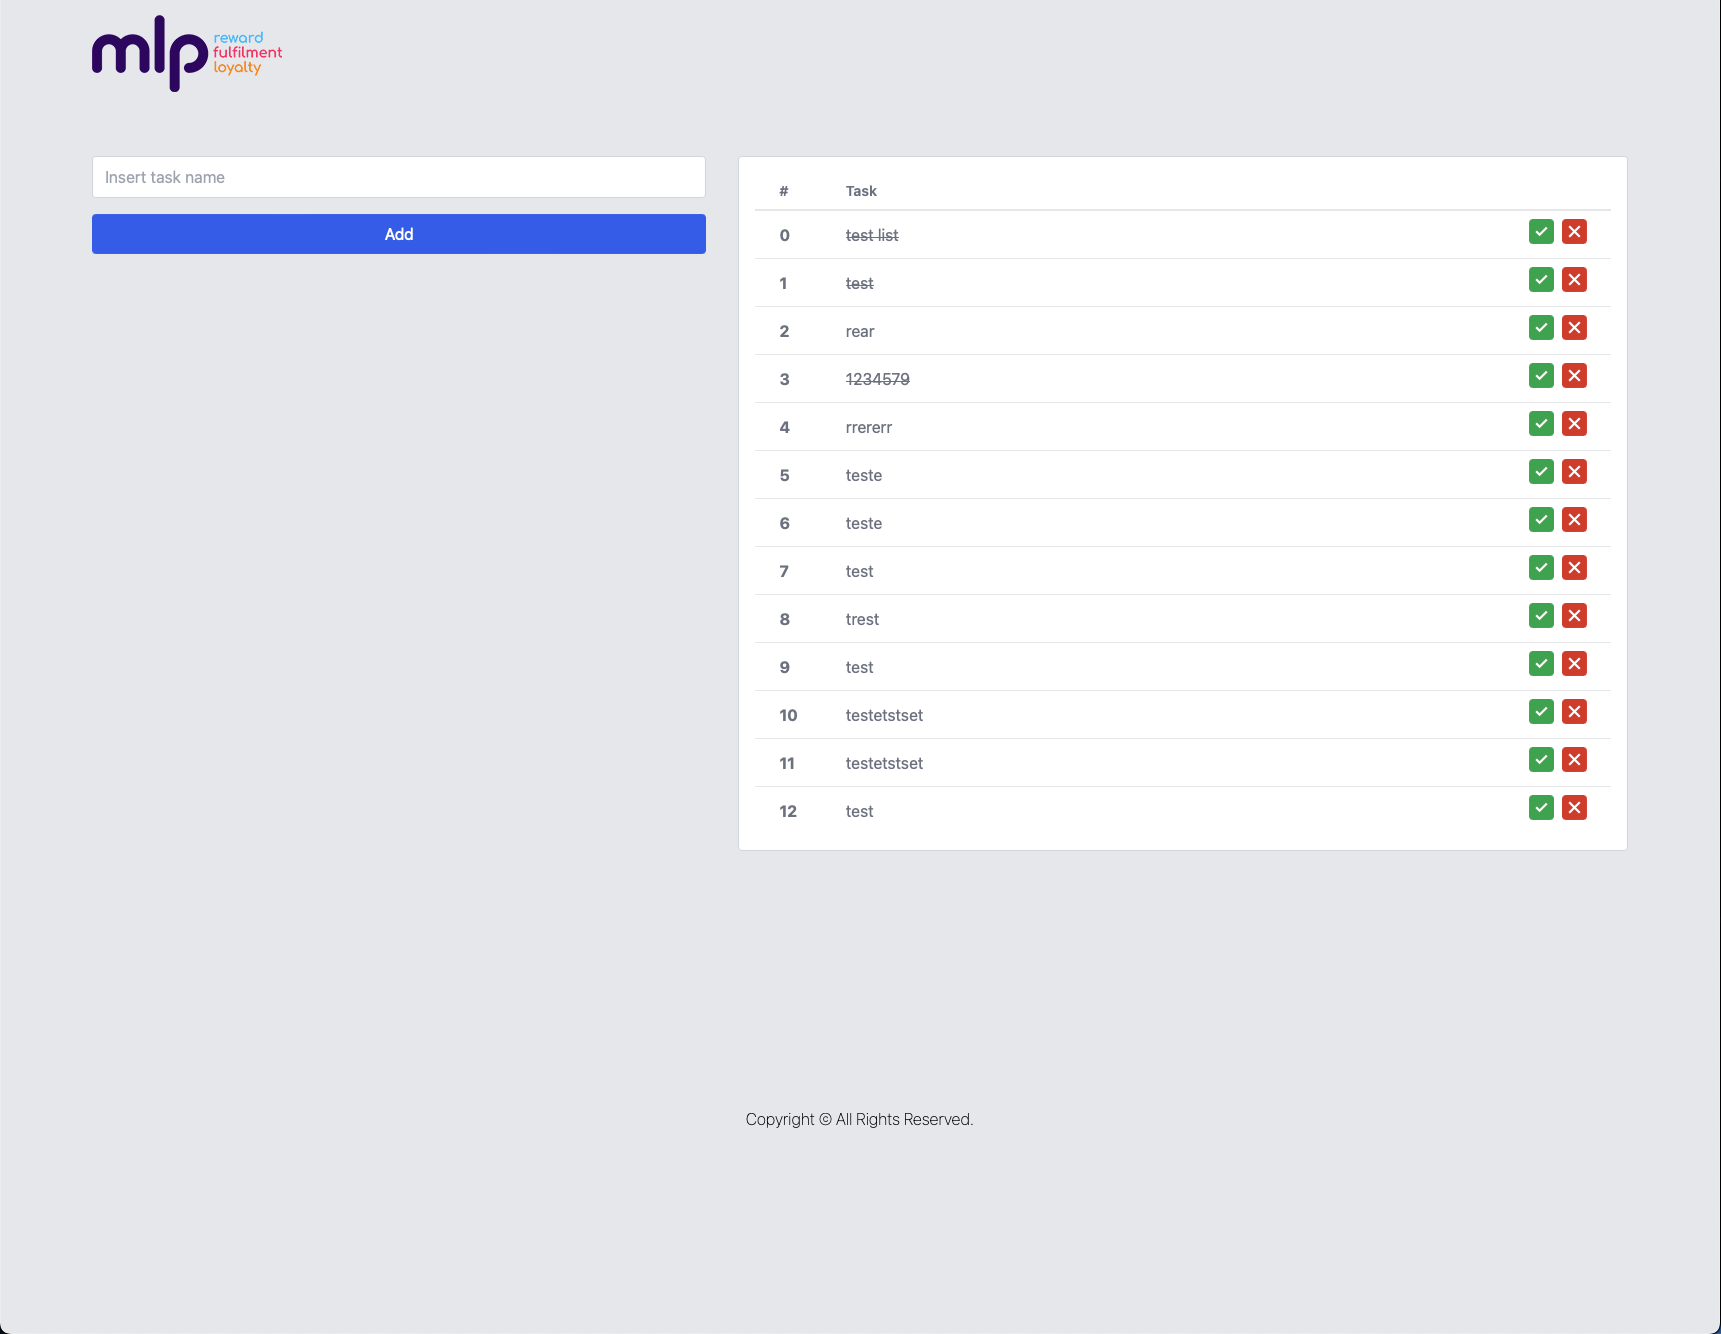 mlp
reward
fulfilment
loyalty
Insert task name
Add
# Task
0 test list
1 test
2 rear
3 1234579
4 rrererr
5 teste
6 teste
7 test
8 trest
9 test
10 testetstset
11 testetstset
12 test
Copyright © All Rights Reserved.